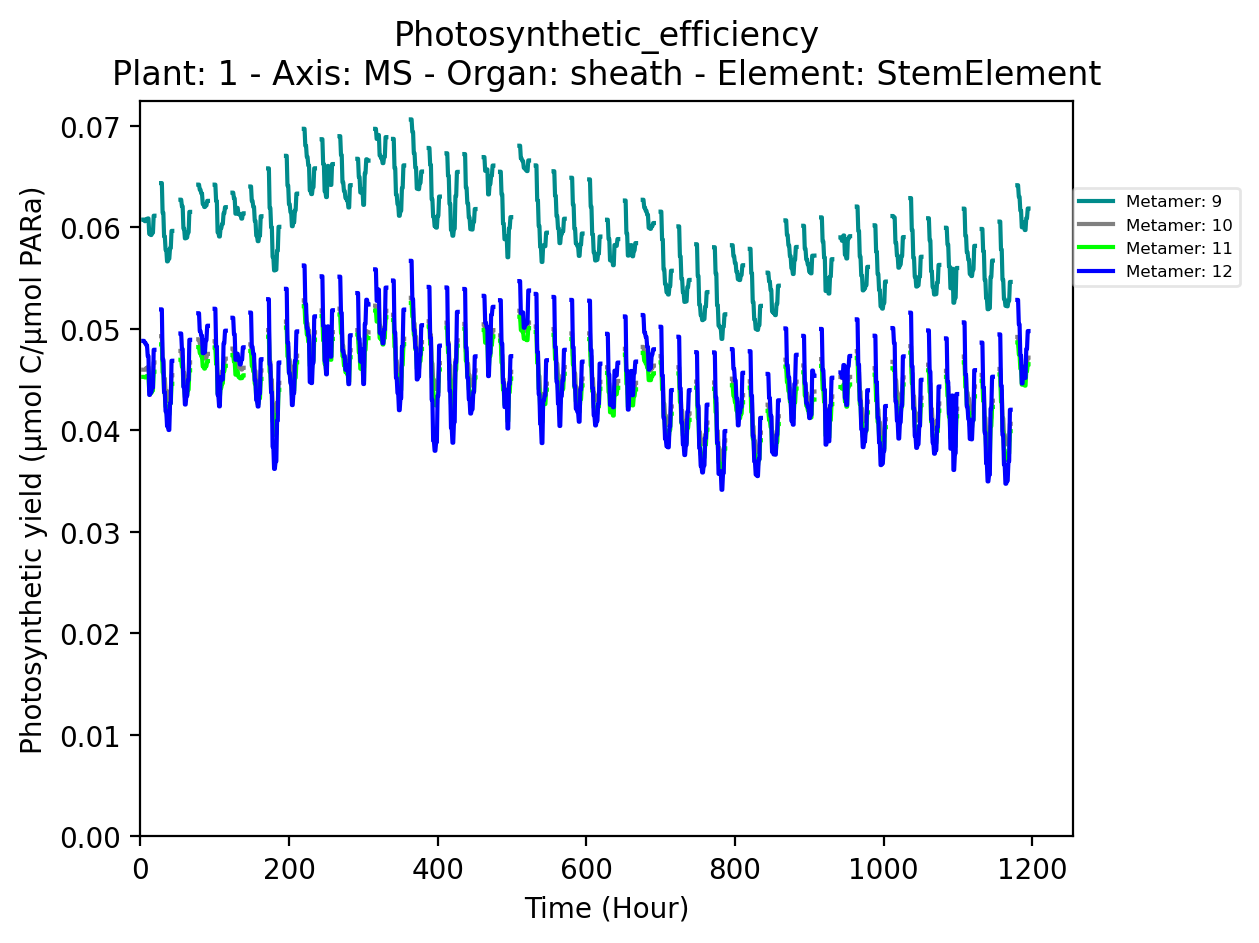 Photosynthetic_efficiency
Plant: 1 - Axis: MS - Organ: sheath - Element: StemElement
Photosynthetic yield (µmol C/µmol PARa)
0.07
0.06
0.05
0.04
0.03
0.02
0.01
0.00
0 200 400 600 800 1000 1200
Time (Hour)
Metamer: 9
Metamer: 10
Metamer: 11
Metamer: 12